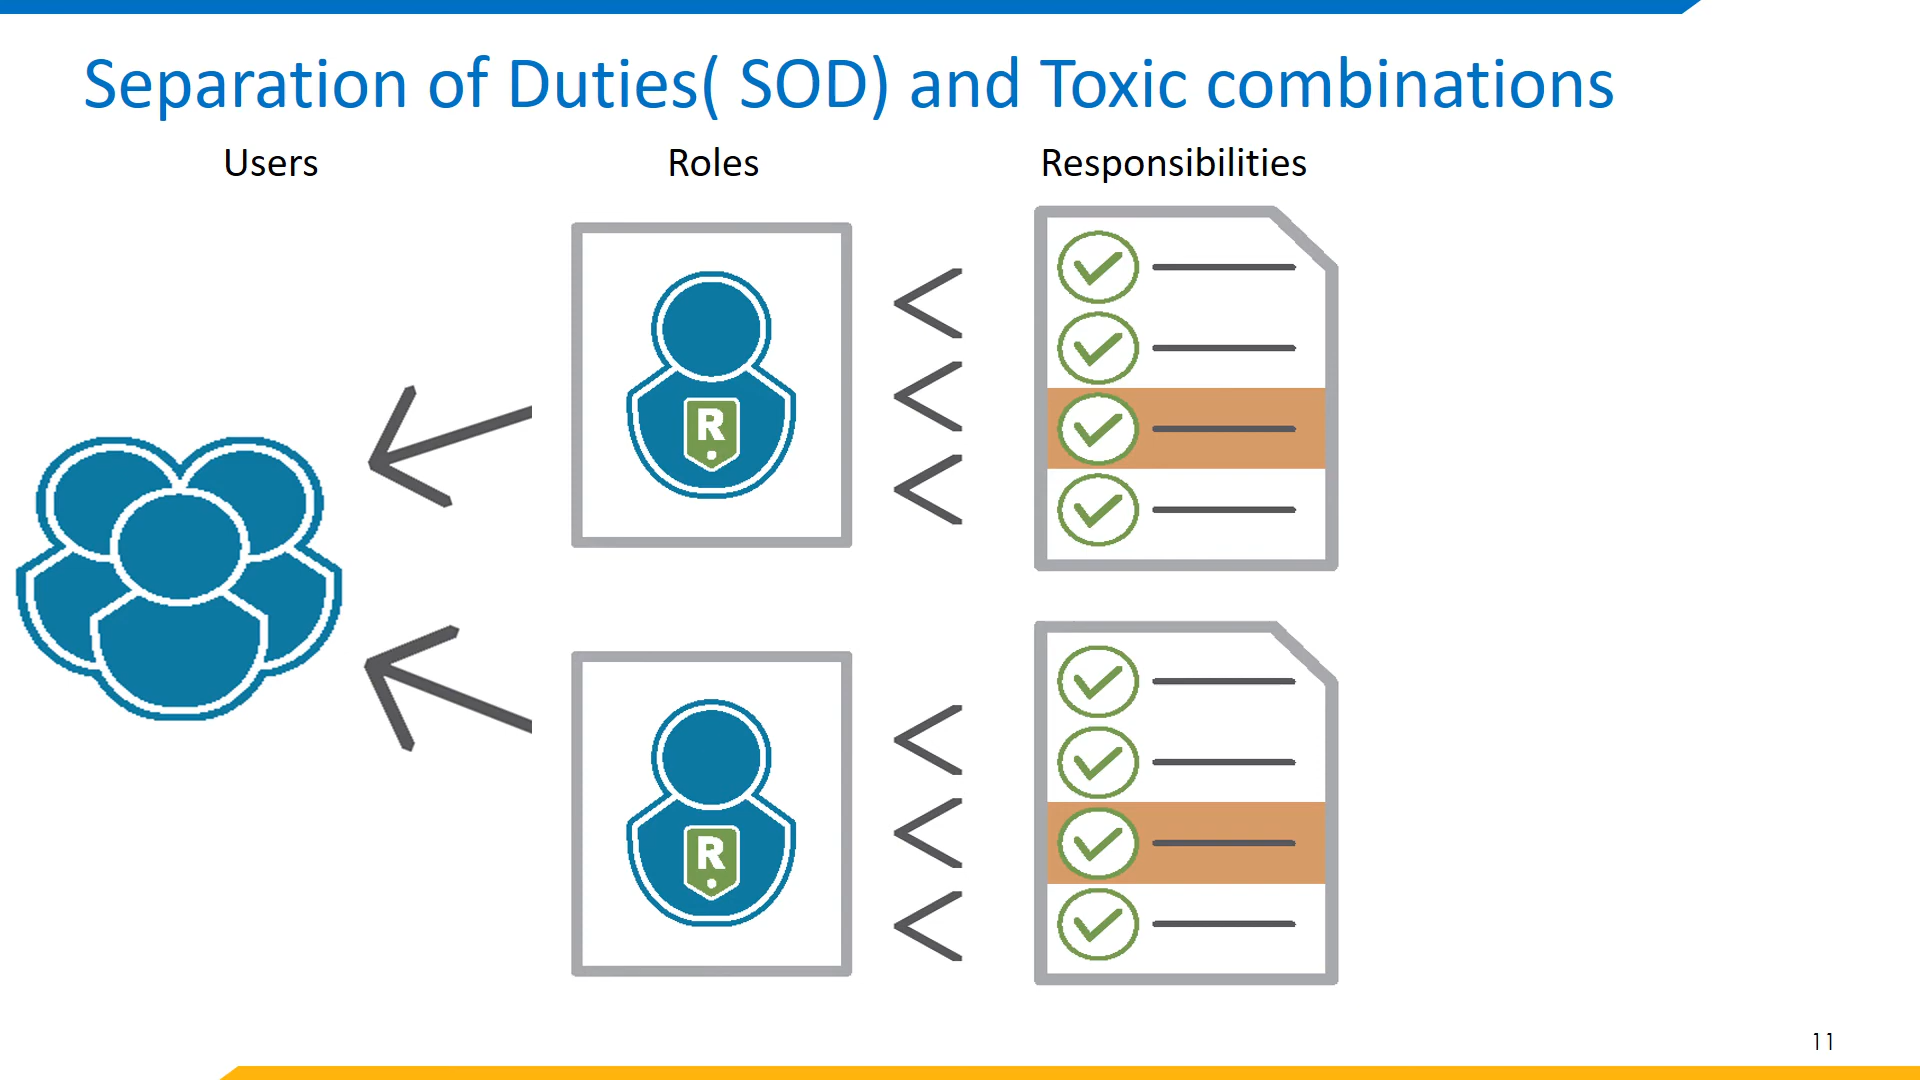 Separation of Duties( SOD) and Toxic combinations
Users
Roles
Responsibilities
R
R
11